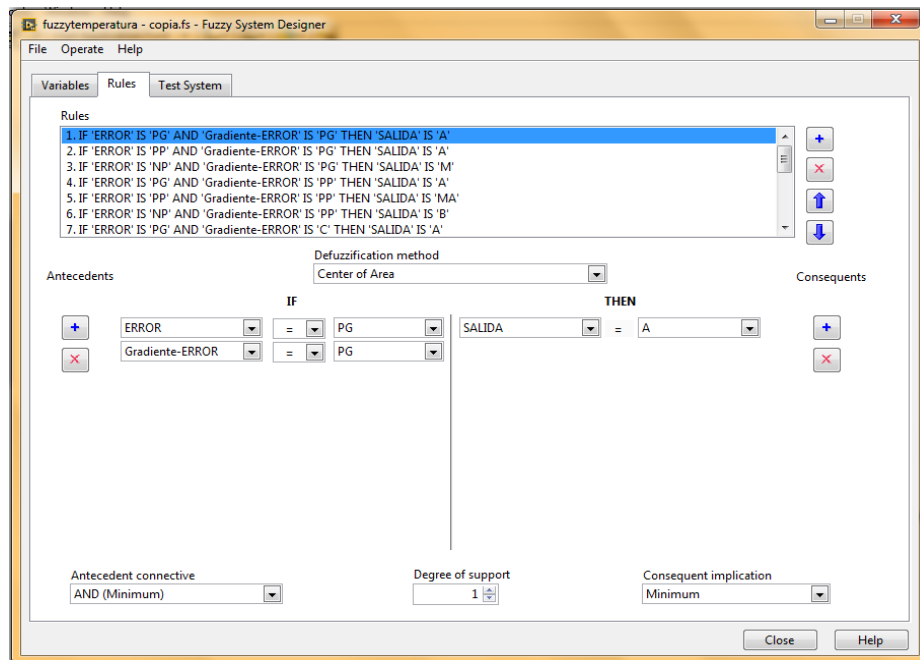 fuzzytemperatura - copia.fs - Fuzzy System Designer
File Operate Help
Variables Rules Test System
Rules
1. IF 'ERROR' IS 'PG' AND 'Gradiente-ERROR' IS 'PG' THEN 'SALIDA' IS 'A'
2. IF 'ERROR' IS 'PP' AND 'Gradiente-ERROR' IS 'PG' THEN 'SALIDA' IS 'A'
3. IF 'ERROR' IS 'NP' AND 'Gradiente-ERROR' IS 'PG' THEN 'SALIDA' IS 'M'
4. IF 'ERROR' IS 'PG' AND 'Gradiente-ERROR' IS 'PP' THEN 'SALIDA' IS 'A'
5. IF 'ERROR' IS 'PP' AND 'Gradiente-ERROR' IS 'PP' THEN 'SALIDA' IS 'MA'
6. IF 'ERROR' IS 'NP' AND 'Gradiente-ERROR' IS 'PP' THEN 'SALIDA' IS 'B'
7. IF 'ERROR' IS 'PG' AND 'Gradiente-ERROR' IS 'C' THEN 'SALIDA' IS 'A'
Defuzzification method
Center of Area
Antecedents
Consequents
IF THEN
ERROR = PG SALIDA = A
Gradiente-ERROR = PG
Antecedent connective
AND (Minimum)
Degree of support
1
Consequent implication
Minimum
Close Help